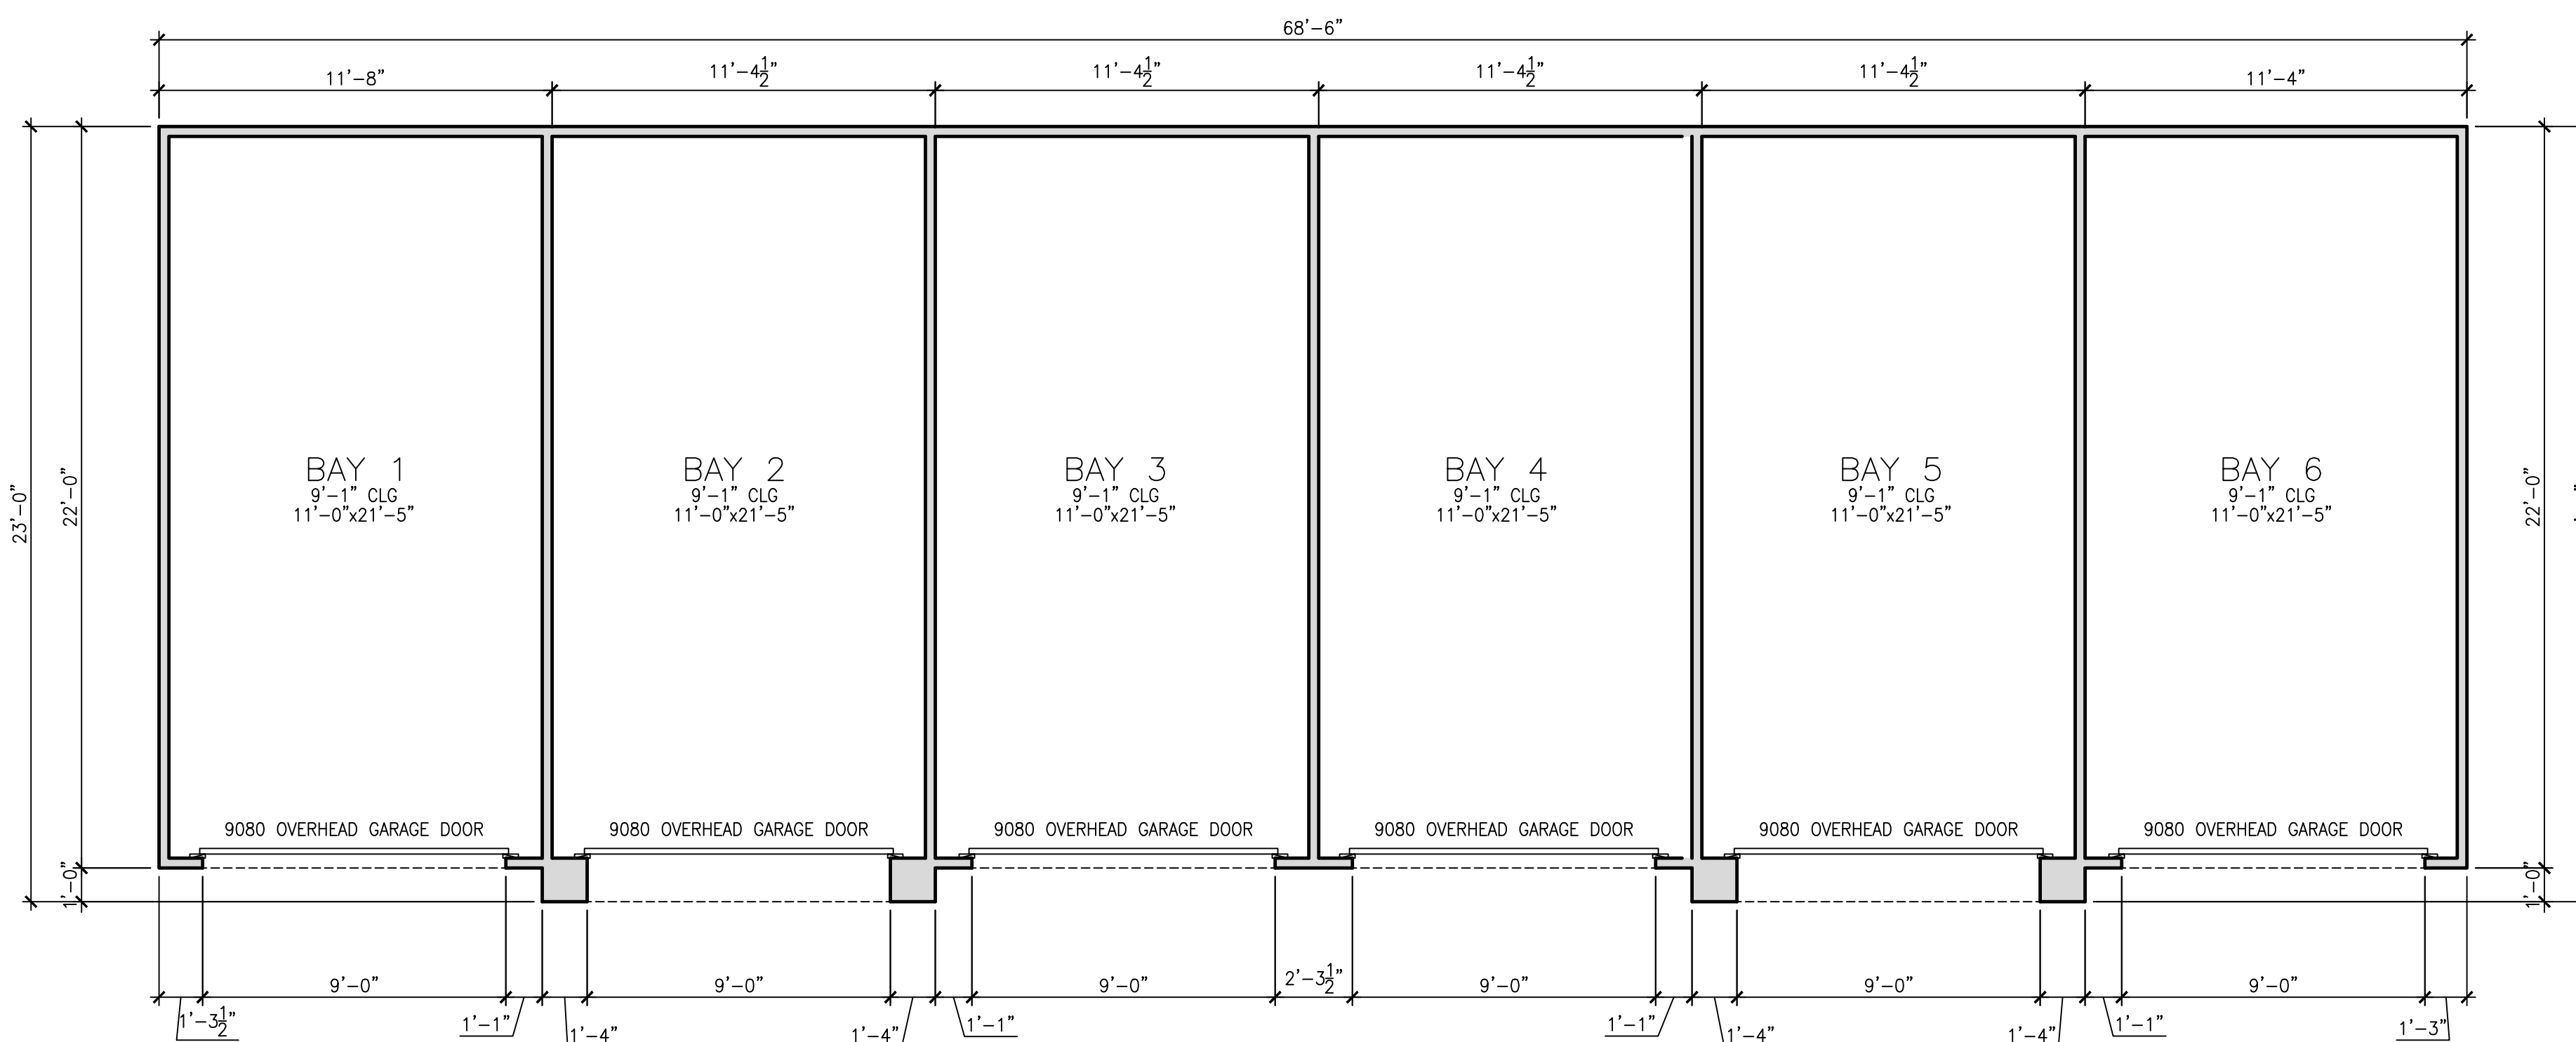 68'-6"
11'-8"
11'-4½"
11'-4½"
11'-4½"
11'-4½"
11'-4"
23'-0"
22'-0"
1'-0"
BAY 1
9'-1" CLG
11'-0"x21'-5"
BAY 2
9'-1" CLG
11'-0"x21'-5"
BAY 3
9'-1" CLG
11'-0"x21'-5"
BAY 4
9'-1" CLG
11'-0"x21'-5"
BAY 5
9'-1" CLG
11'-0"x21'-5"
BAY 6
9'-1" CLG
11'-0"x21'-5"
22'-0"
1'-0"
9080 OVERHEAD GARAGE DOOR
9080 OVERHEAD GARAGE DOOR
9080 OVERHEAD GARAGE DOOR
9080 OVERHEAD GARAGE DOOR
9080 OVERHEAD GARAGE DOOR
9080 OVERHEAD GARAGE DOOR
9'-0"
9'-0"
9'-0"
2'-3½"
9'-0"
9'-0"
9'-0"
1'-3½"
1'-1"
1'-4"
1'-4"
1'-1"
1'-1"
1'-4"
1'-4"
1'-1"
1'-3"